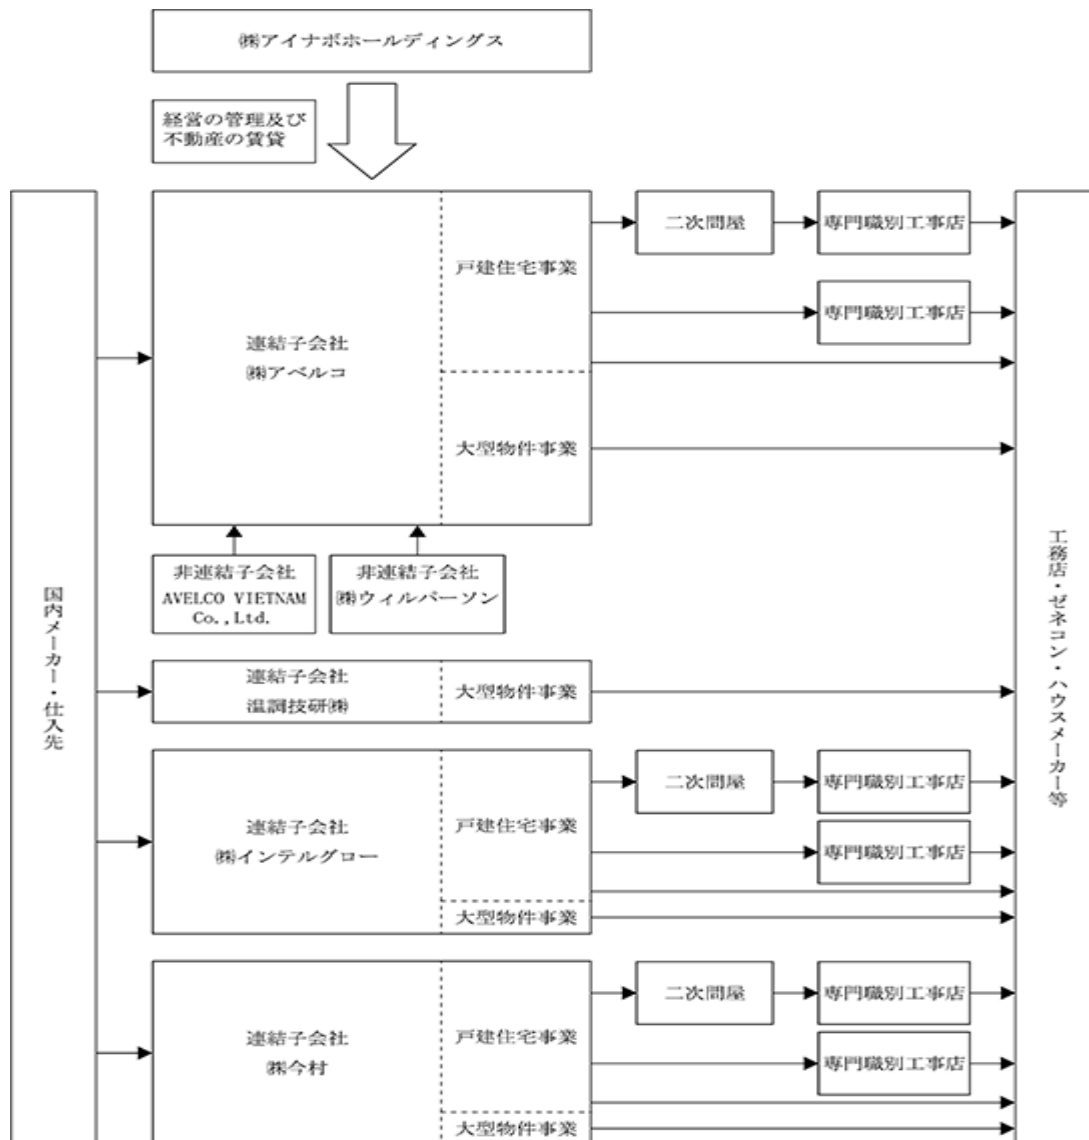 ㈱アイナボホールディングス
経営の管理及び
不動産の賃貸
国内メーカー・仕入先
連結子会社
㈱アベルコ
戸建住宅事業
大型物件事業
二次問屋
専門職別工事店
専門職別工事店
非連結子会社
AVELCO VIETNAM
Co.,Ltd.
非連結子会社
㈱ウィルパーソン
連結子会社
温調技研㈱
大型物件事業
連結子会社
㈱インテルグロー
戸建住宅事業
大型物件事業
二次問屋
専門職別工事店
専門職別工事店
連結子会社
㈱今村
戸建住宅事業
大型物件事業
二次問屋
専門職別工事店
専門職別工事店
工務店・ゼネコン・ハウスメーカー等